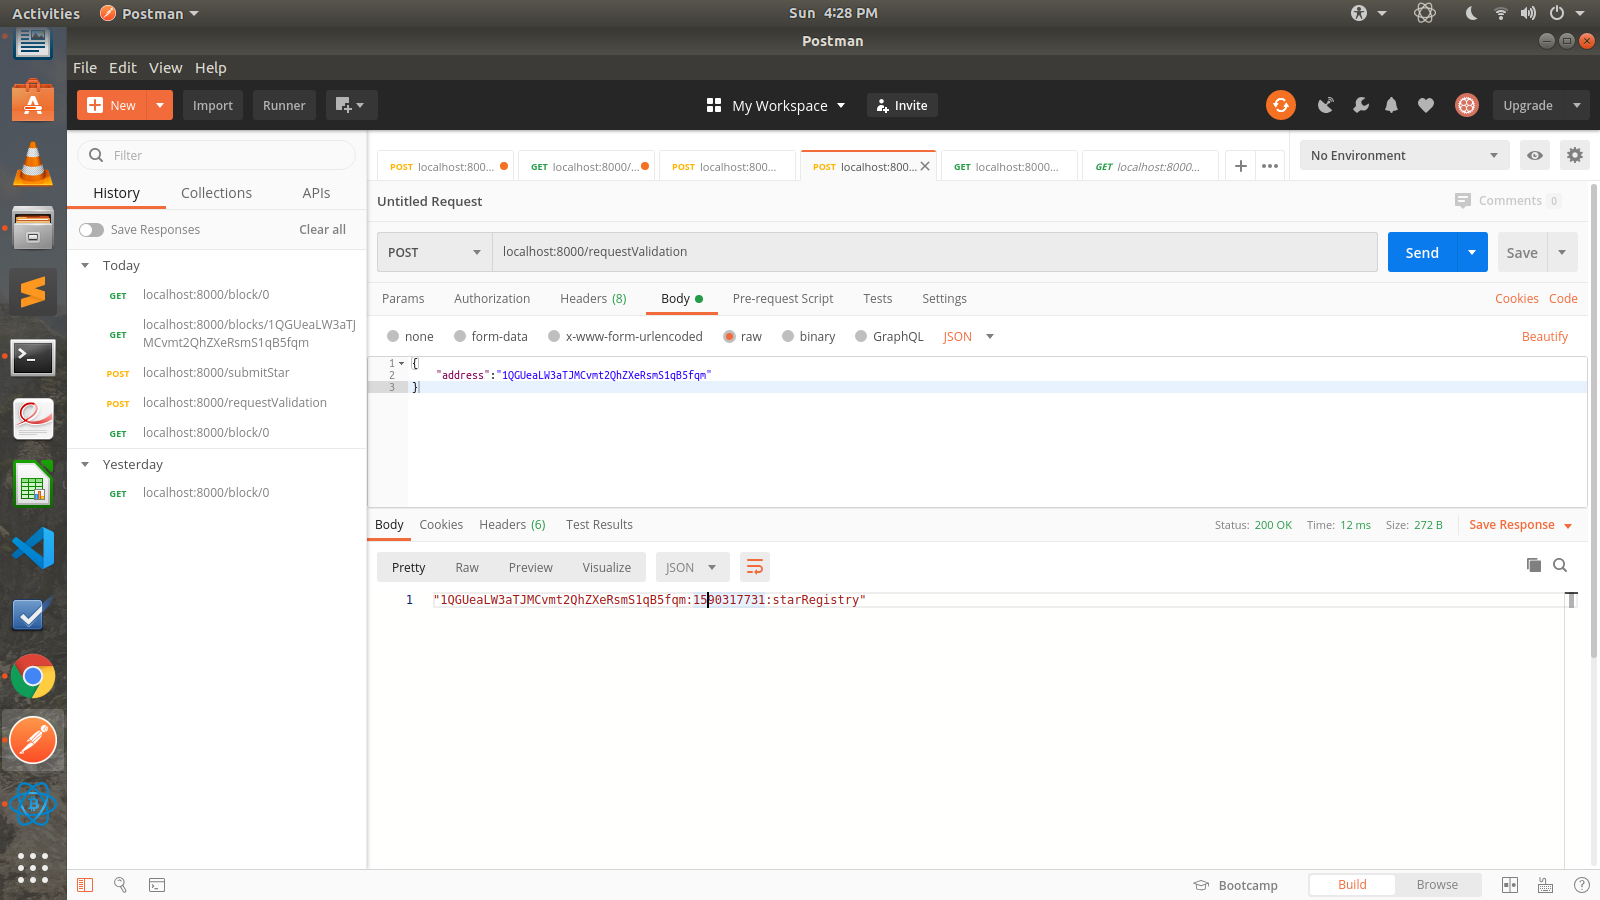 Activities Postman Sun 4:28 PM
Postman
File Edit View Help
New Import Runner My Workspace Invite Upgrade
Filter
History Collections APIs
Save Responses Clear all
Today
GET localhost:8000/block/0
GET localhost:8000/blocks/1QGUeaLW3aTJ
MCvmt2QhZXeRsmS1qB5fqm
POST localhost:8000/submitStar
POST localhost:8000/requestValidation
GET localhost:8000/block/0
Yesterday
GET localhost:8000/block/0
POST localhost:800... GET localhost:8000/... POST localhost:800... POST localhost:800... GET localhost:8000... GET localhost:8000... No Environment
Untitled Request Comments 0
POST localhost:8000/requestValidation Send Save
Params Authorization Headers (8) Body Pre-request Script Tests Settings Cookies Code
none form-data x-www-form-urlencoded raw binary GraphQL JSON Beautify
1 {
2 "address":"1QGUeaLW3aTJMCvmt2QhZXeRsmS1qB5fqm"
3 }
Body Cookies Headers (6) Test Results Status: 200 OK Time: 12 ms Size: 272 B Save Response
Pretty Raw Preview Visualize JSON
1 "1QGUeaLW3aTJMCvmt2QhZXeRsmS1qB5fqm:1590317731:starRegistry"
Bootcamp Build Browse